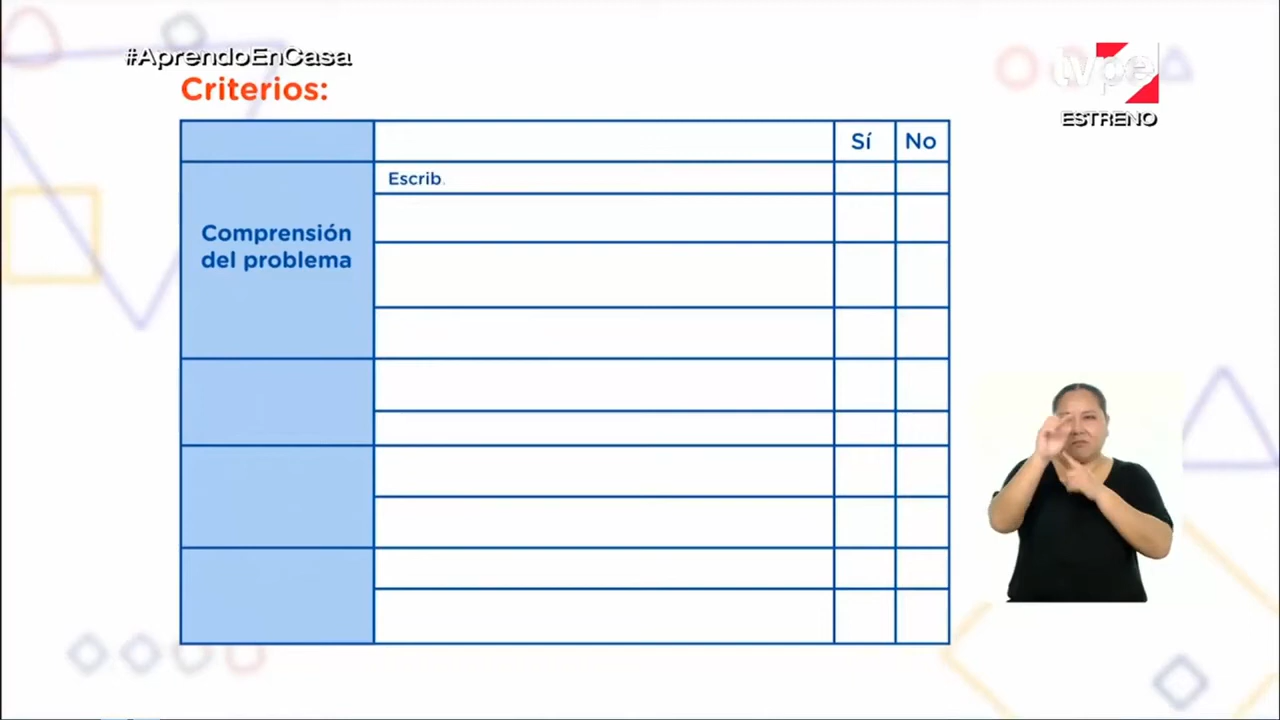 #AprendoEnCasa
tvpe
ESTRENO
Criterios:
Sí No
Escrib.
Comprensión
del problema